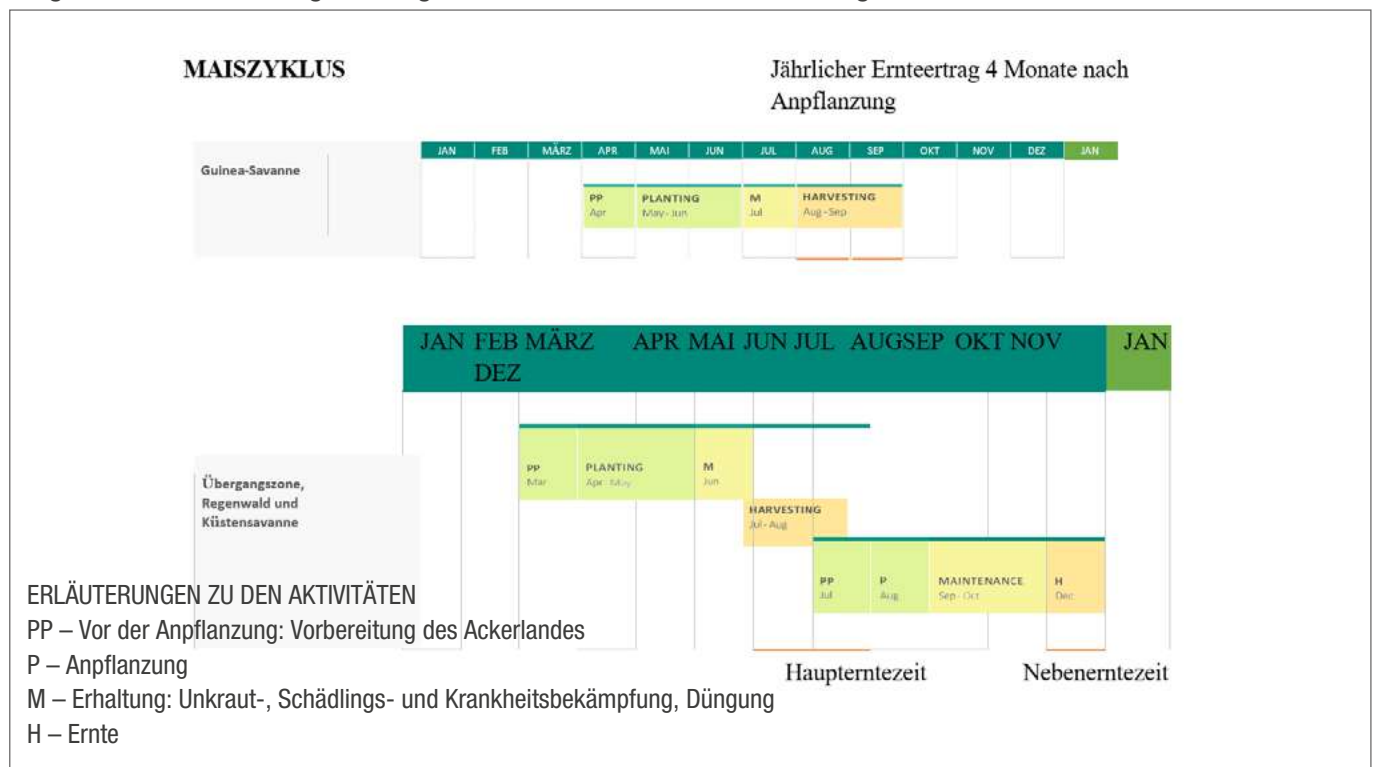 MAISZYKLUS
Jährlicher Ernteertrag 4 Monate nach
Anpflanzung
JAN FEB MÄRZ APR MAI JUN JUL AUG SEP OKT NOV DEZ JAN
Guinea-Savanne
PP PLANTING M HARVESTING
Apr May-Jun Jul Aug-Sep
JAN FEB MÄRZ APR MAI JUN JUL AUGSEP OKT NOV JAN
DEZ
PP PLANTING M
Mar Apr-May Jun
Übergangszone,
Regenwald und
Küstensavanne
HARVESTING
Jul-Aug
PP P MAINTENANCE H
Jul Aug Sep-Oct Dec
ERLÄUTERUNGEN ZU DEN AKTIVITÄTEN
PP – Vor der Anpflanzung: Vorbereitung des Ackerlandes
P – Anpflanzung
Haupterntezeit Nebenerntezeit
M – Erhaltung: Unkraut-, Schädlings- und Krankheitsbekämpfung, Düngung
H – Ernte